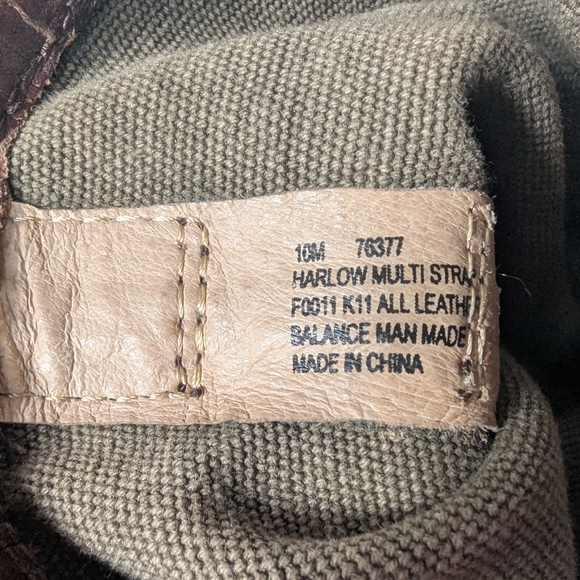 10M 76377
HARLOW MULTI STRA
F0011 K11 ALL LEATHE
BALANCE MAN MADE
MADE IN CHINA